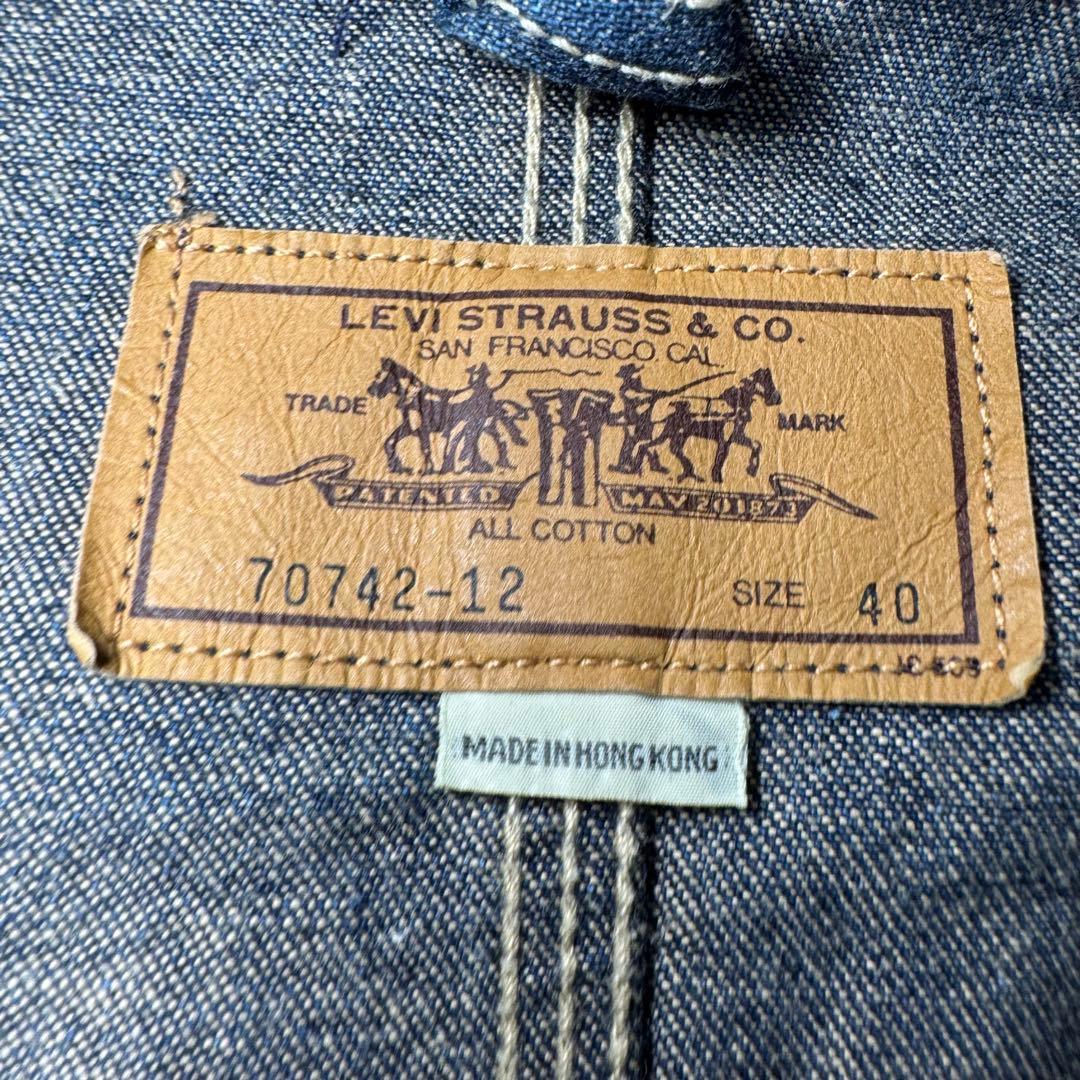 LEVI STRAUSS & CO.
SAN FRANCISCO CAL.
TRADE MARK
PATENTED MAY 20 1873
ALL COTTON
70742-12 SIZE 40
MADE IN HONG KONG